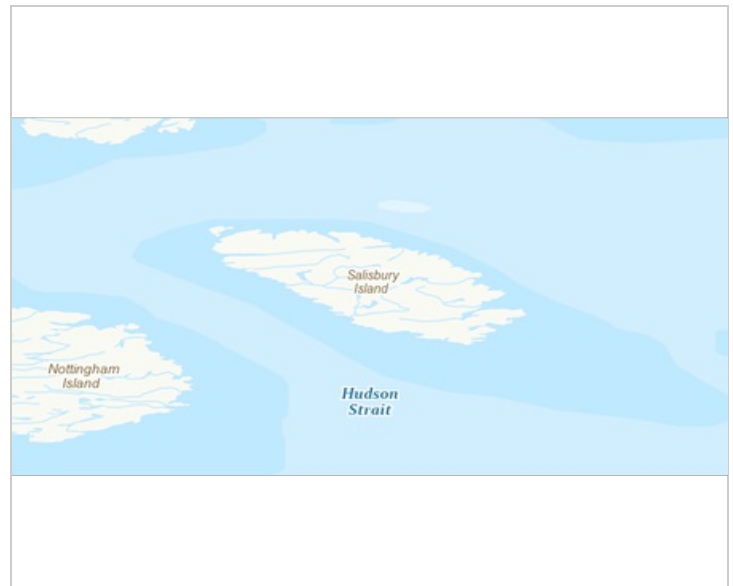 Salisbury
Island
Nottingham
Island
Hudson
Strait